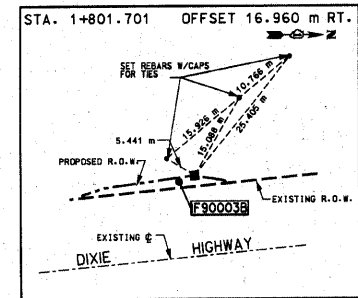 STA. 1+801.701 OFFSET 16.960 m RT.
Z
SET REBARS W/CAPS
FOR TIES
10.766 m
15.926 m
15.088 m
25.405 m
5.441 m
PROPOSED R.O.W.
EXISTING R.O.W.
F90003B
EXISTING ℄
DIXIE HIGHWAY